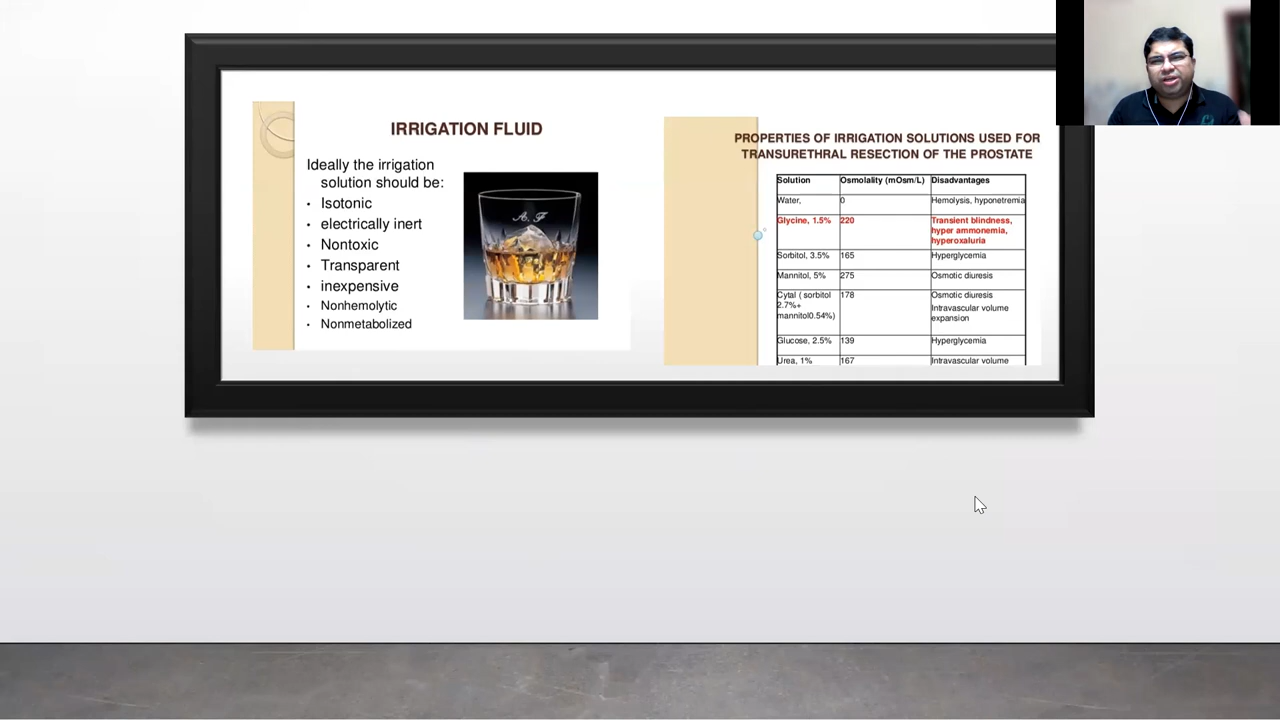 IRRIGATION FLUID
Ideally the irrigation
solution should be:
• Isotonic
• electrically inert
• Nontoxic
• Transparent
• inexpensive
• Nonhemolytic
• Nonmetabolized
A. F
PROPERTIES OF IRRIGATION SOLUTIONS USED FOR
TRANSURETHRAL RESECTION OF THE PROSTATE
Solution Osmolality (mOsm/L) Disadvantages
Water, 0 Hemolysis, hyponetremia
Glycine, 1.5% 220 Transient blindness,
hyper ammonemia,
hyperoxaluria
Sorbitol, 3.5% 165 Hyperglycemia
Mannitol, 5% 275 Osmotic diuresis
Cytal ( sorbitol 178 Osmotic diuresis
2.7%+ Intravascular volume
mannitol0.54%) expansion
Glucose, 2.5% 139 Hyperglycemia
Urea, 1% 167 Intravascular volume